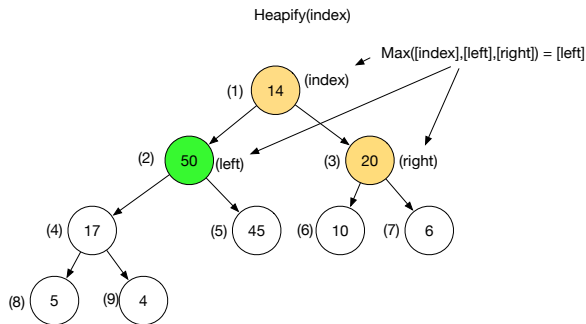 Heapify(index)
Max([index],[left],[right]) = [left]
(index)
(1) 14
(2) 50 (left)
(3) 20 (right)
(4) 17
(5) 45
(6) 10
(7) 6
(8) 5
(9) 4